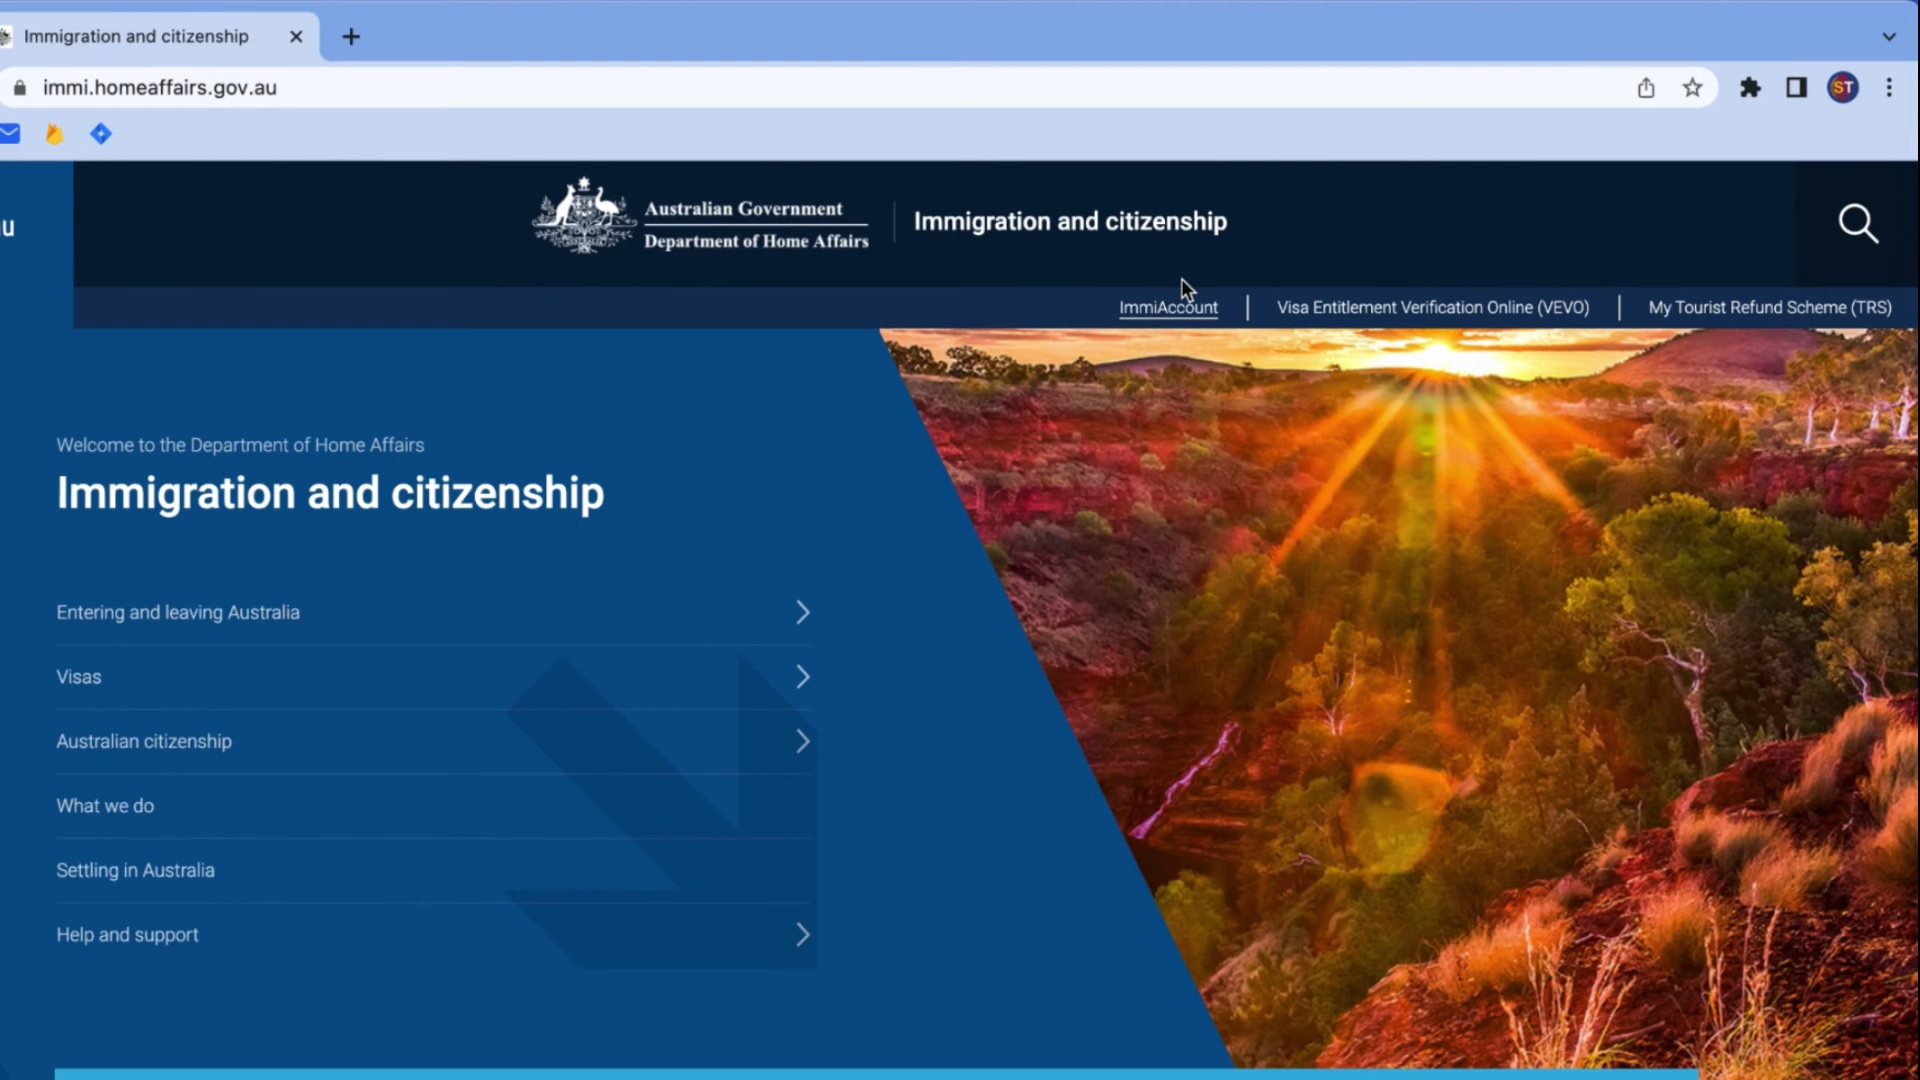 Immigration and citizenship
immi.homeaffairs.gov.au
ST
Australian Government
Department of Home Affairs
Immigration and citizenship
ImmiAccount
Visa Entitlement Verification Online (VEVO)
My Tourist Refund Scheme (TRS)
Welcome to the Department of Home Affairs
Immigration and citizenship
Entering and leaving Australia
Visas
Australian citizenship
What we do
Settling in Australia
Help and support